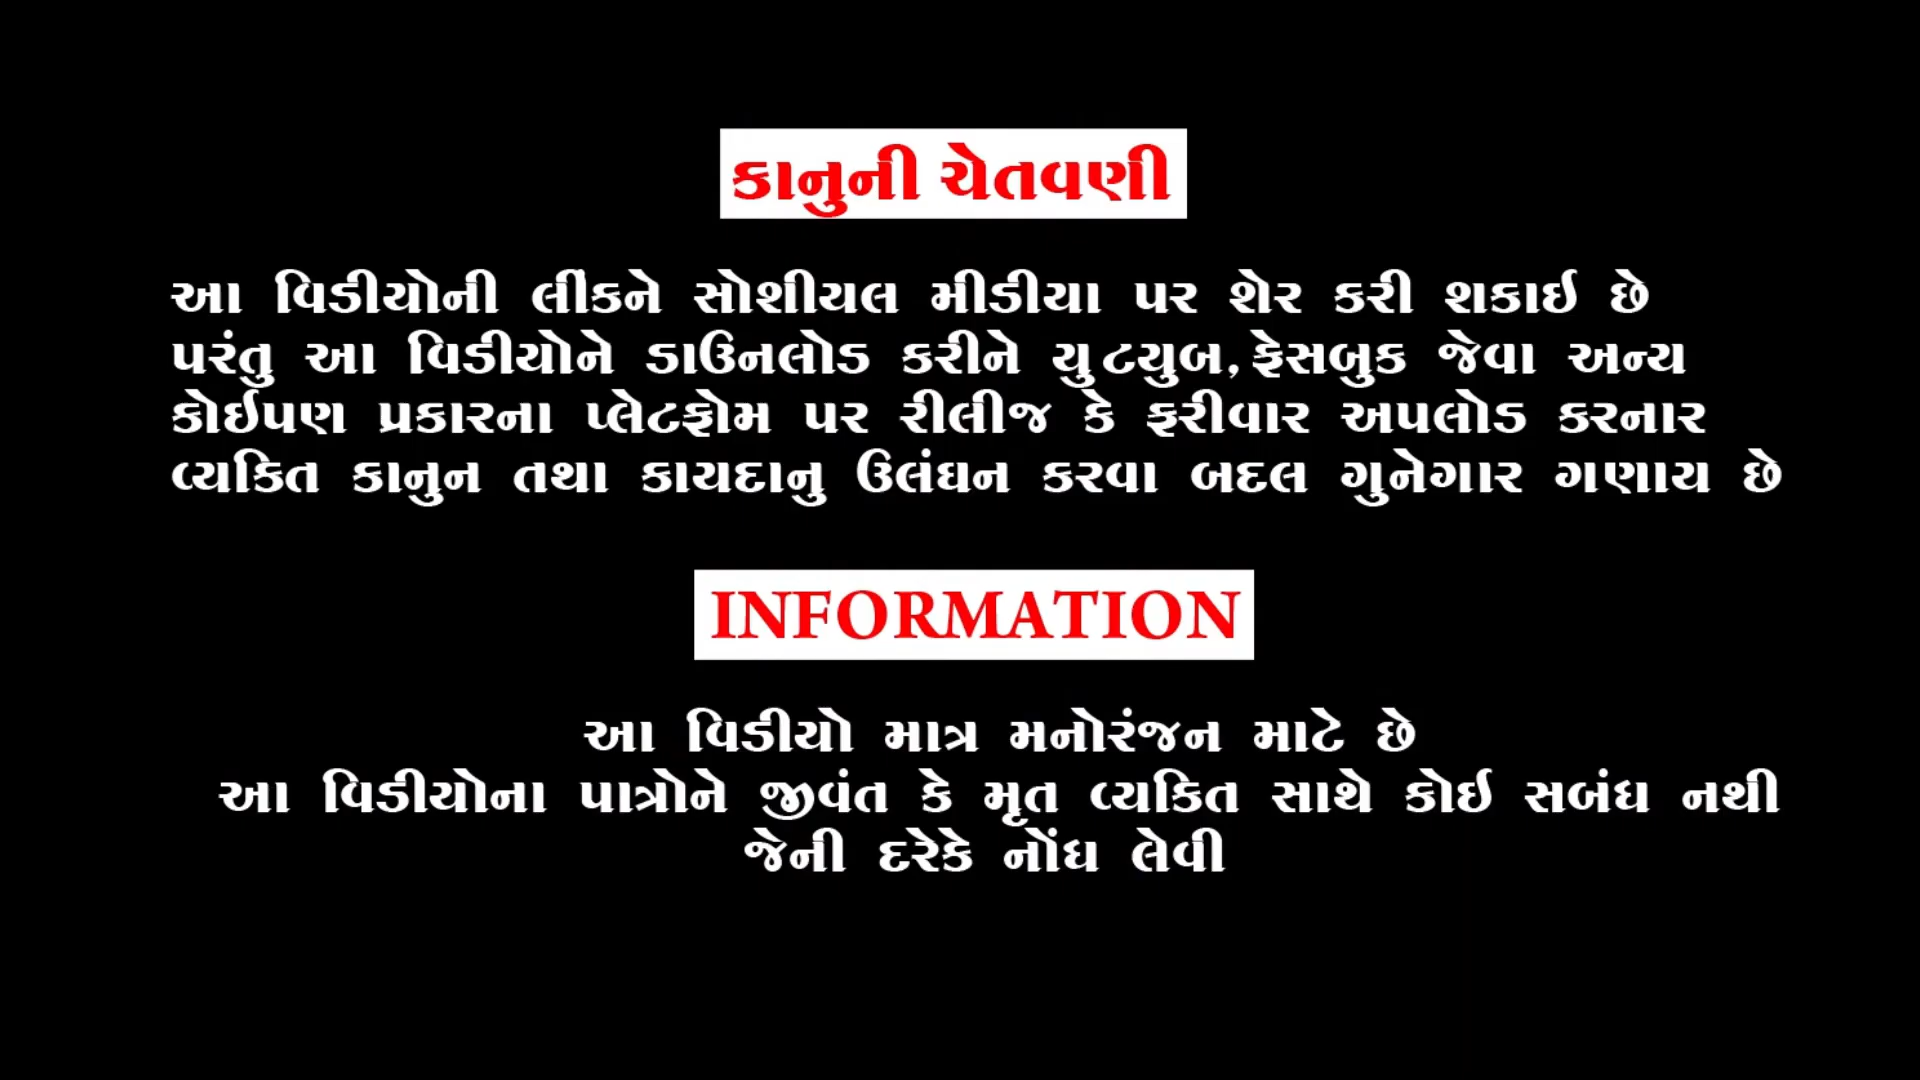 કાનુની ચેતવણી
આ વિડીયોની લીંકને સોશીયલ મીડીયા પર શેર કરી શકાઇ છે
પરંતુ આ વિડીયોને ડાઉનલોડ કરીને યુટયુબ,ફેસબુક જેવા અન્ય
કોઈપણ પ્રકારના પ્લેટફોમ પર રીલીજ કે ફરીવાર અપલોડ કરનાર
વ્યકિત કાનુન તથા કાયદાનુ ઉલંઘન કરવા બદલ ગુનેગાર ગણાય છે
INFORMATION
આ વિડીયો માત્ર મનોરંજન માટે છે
આ વિડીયોના પાત્રોને જીવંત કે મૃત વ્યકિત સાથે કોઇ સબંધ નથી
જેની દરેકે નોંધ લેવી